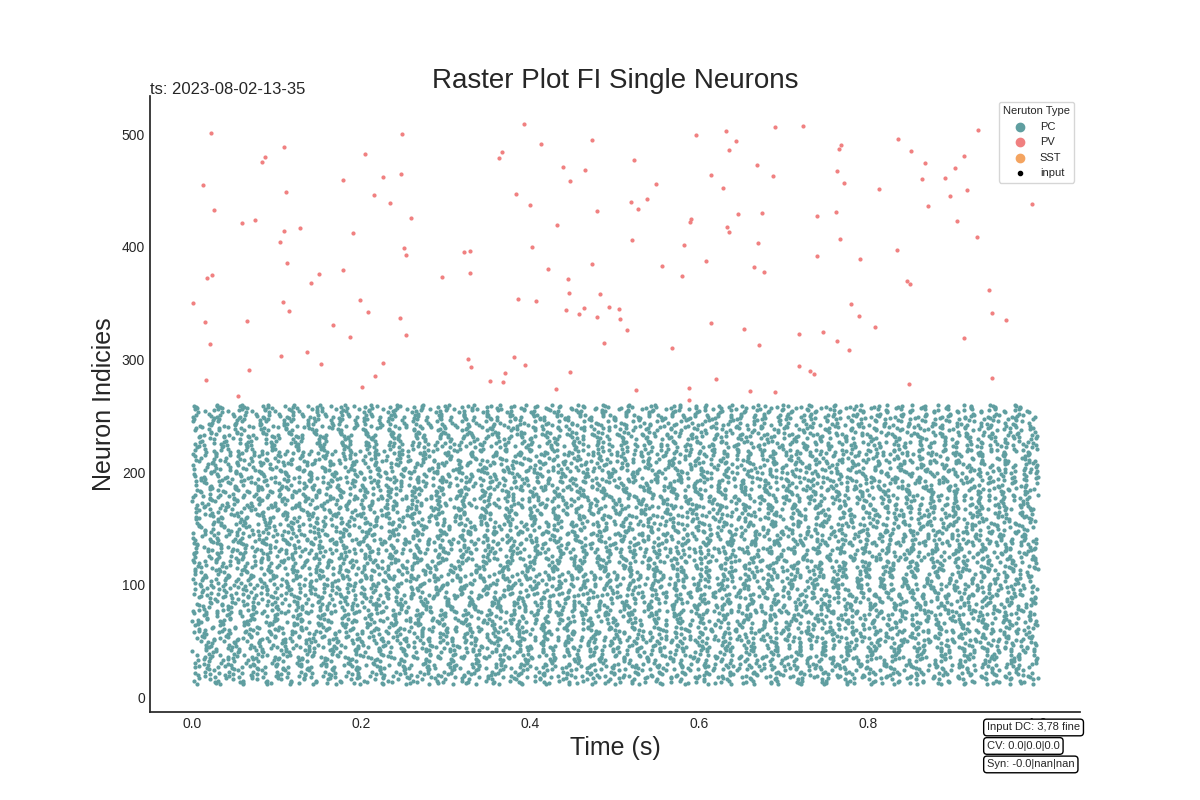 Raster Plot FI Single Neurons
ts: 2023-08-02-13-35
Neruton Type
PC
PV
SST
input
Neuron Indicies
500
400
300
200
100
0
0.0
0.2
0.4
0.6
0.8
Time (s)
Input DC: 3,78 fine
CV: 0.0|0.0|0.0
Syn: -0.0|nan|nan